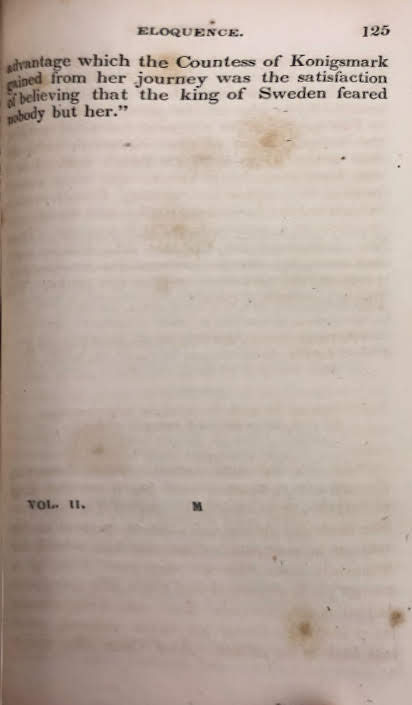 ELOQUENCE. 125
advantage which the Countess of Konigsmark
gained from her journey was the satisfaction
of believing that the king of Sweden feared
nobody but her.”
VOL. II. M